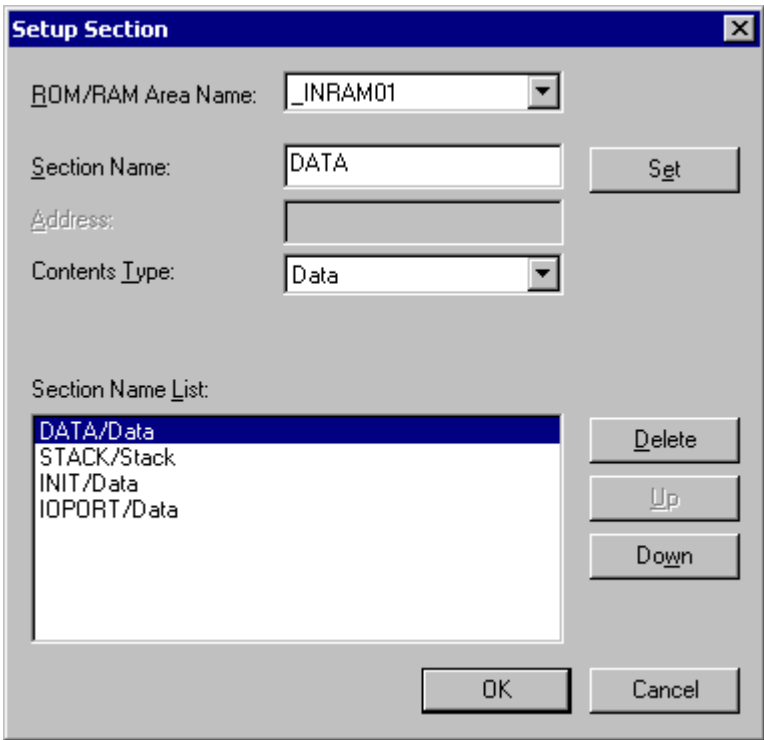 Setup Section
ROM/RAM Area Name: _INRAM01
Section Name: DATA Set
Address:
Contents Type: Data
Section Name List:
DATA/Data
STACK/Stack
INIT/Data
IOPORT/Data
Delete
Up
Down
OK Cancel